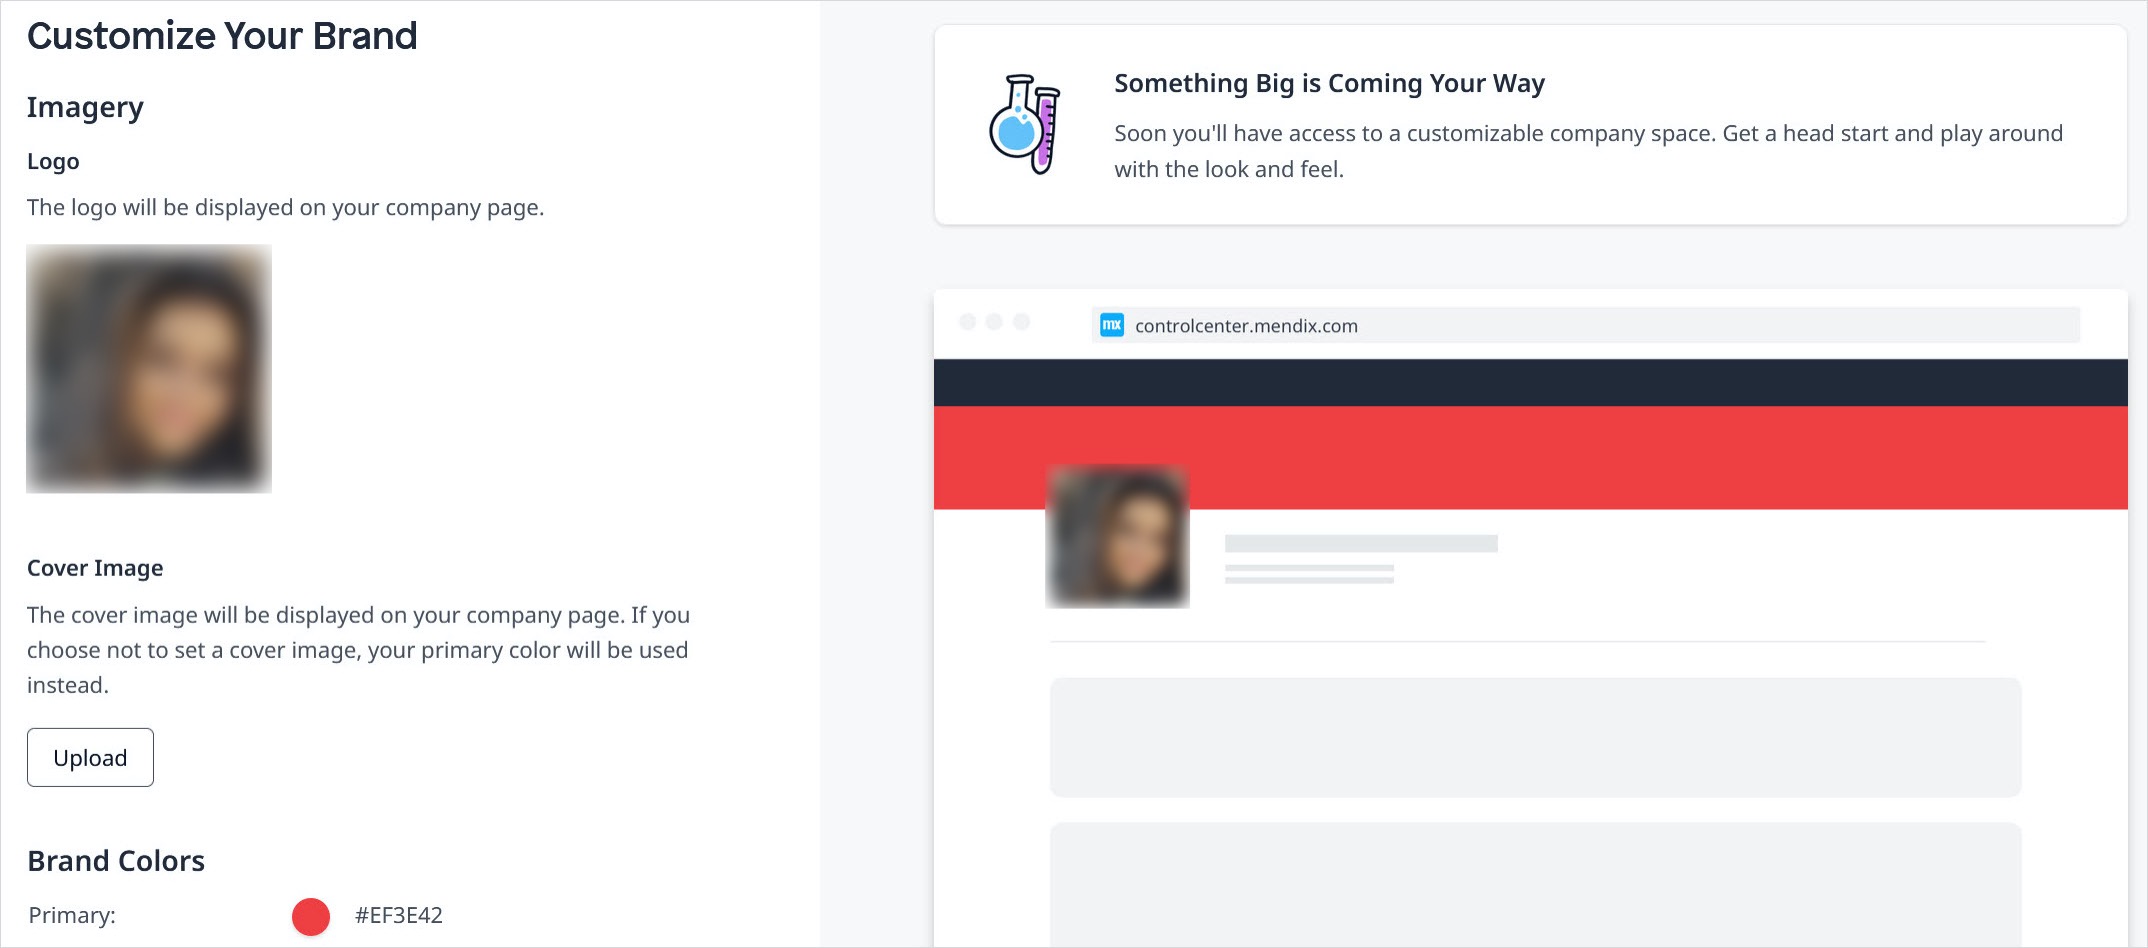 Customize Your Brand
Imagery
Logo
The logo will be displayed on your company page.
Cover Image
The cover image will be displayed on your company page. If you
choose not to set a cover image, your primary color will be used
instead.
Upload
Brand Colors
Primary: #EF3E42
Something Big is Coming Your Way
Soon you'll have access to a customizable company space. Get a head start and play around
with the look and feel.
mx controlcenter.mendix.com